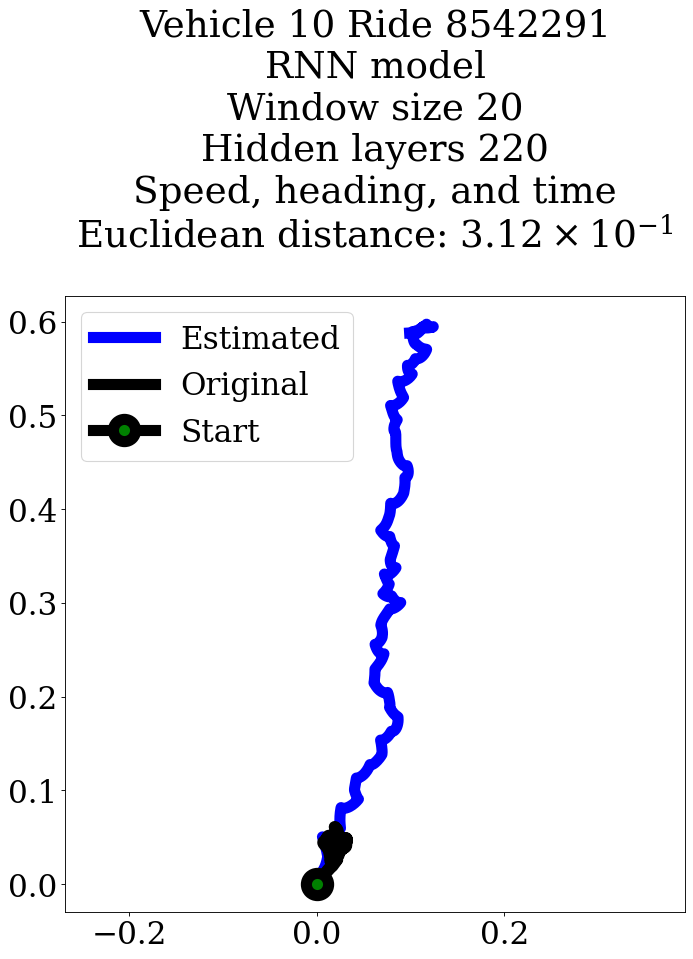 Vehicle 10 Ride 8542291
RNN model
Window size 20
Hidden layers 220
Speed, heading, and time
Euclidean distance: 3.12 × 10⁻¹
0.6
0.5
0.4
0.3
0.2
0.1
0.0
Estimated
Original
Start
−0.2 0.0 0.2